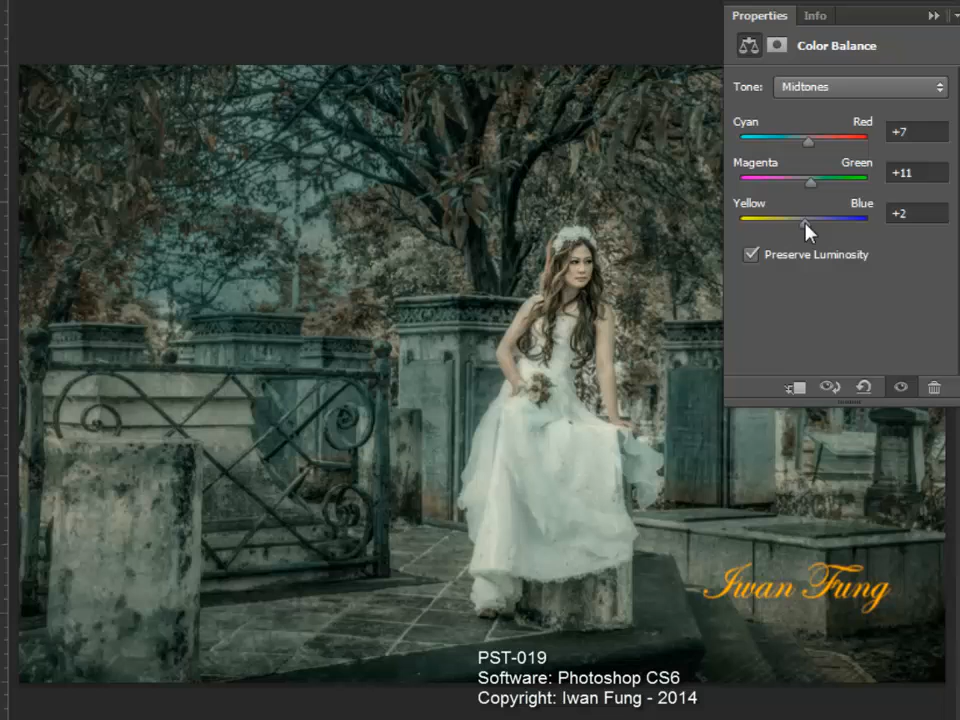 Properties Info
Color Balance
Tone: Midtones
Cyan Red +7
Magenta Green +11
Yellow Blue +2
Preserve Luminosity
Iwan Fung
PST-019
Software: Photoshop CS6
Copyright: Iwan Fung - 2014